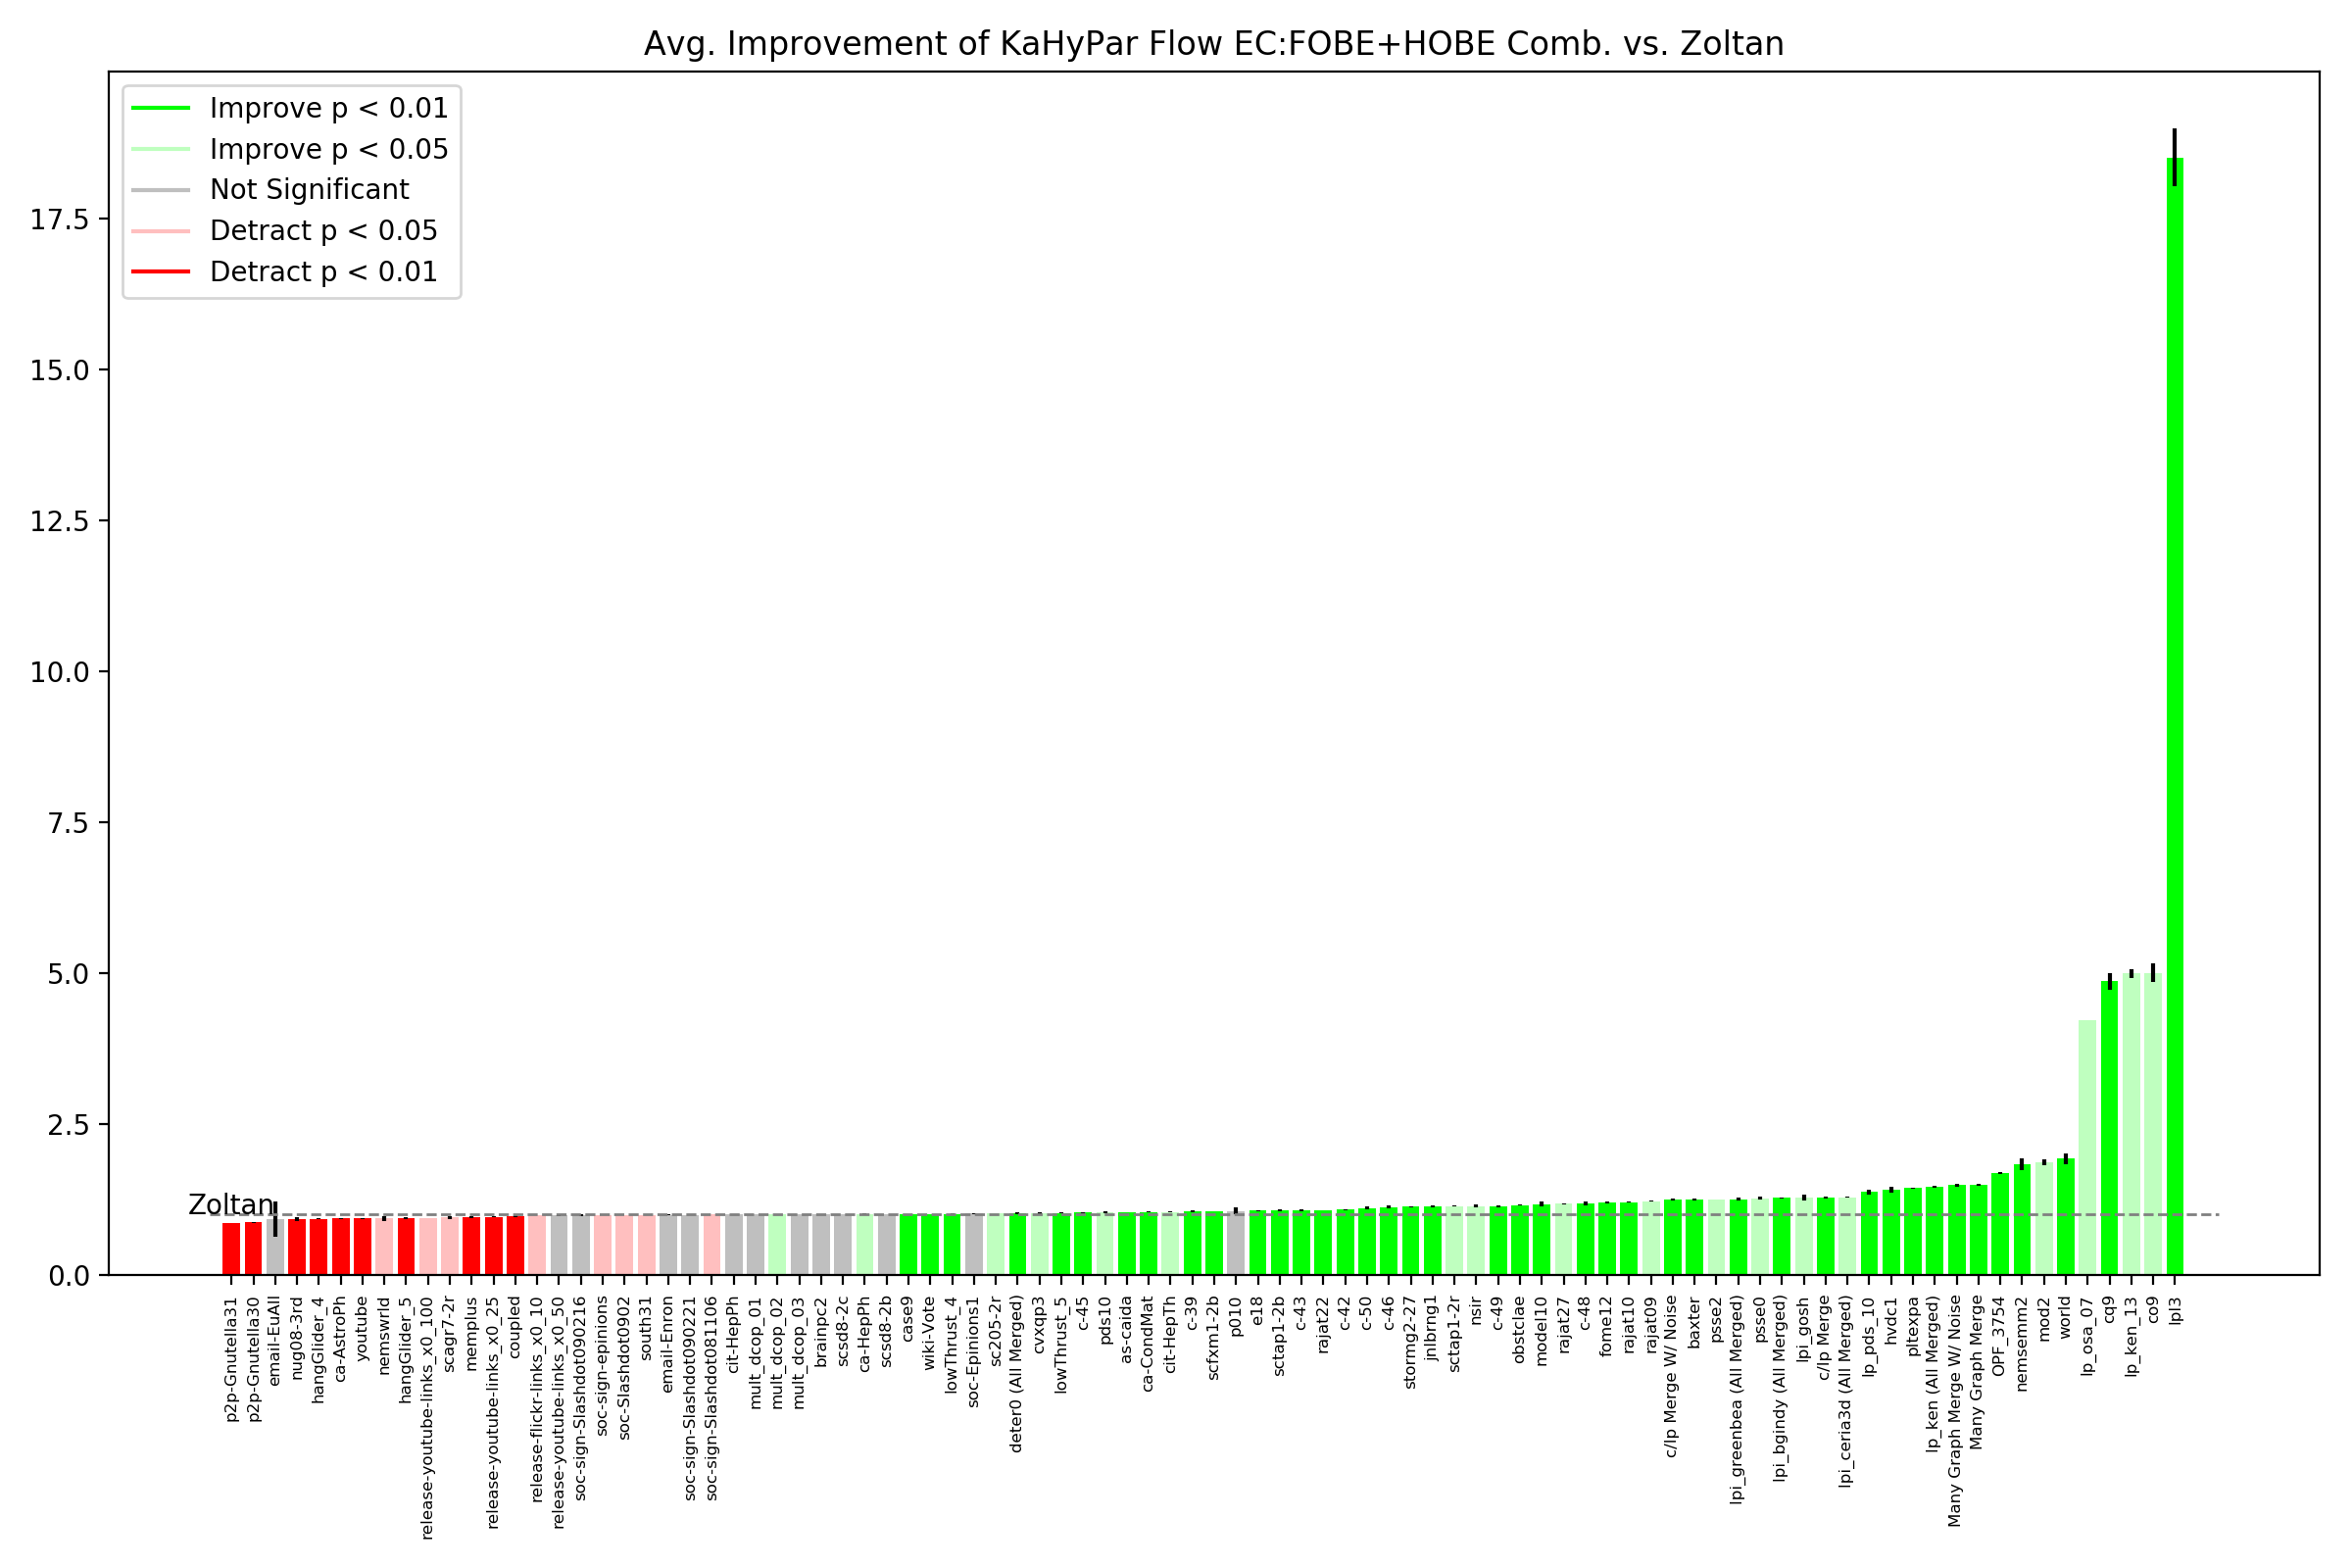 Avg. Improvement of KaHyPar Flow EC:FOBE+HOBE Comb. vs. Zoltan
Improve p < 0.01
Improve p < 0.05
Not Significant
Detract p < 0.05
Detract p < 0.01
17.5
15.0
12.5
10.0
7.5
5.0
2.5
0.0
Zoltan
p2p-Gnutella31
p2p-Gnutella30
email-EuAll
nug08-3rd
hangGlider_4
ca-AstroPh
youtube
nemswrld
hangGlider_5
release-youtube-links_x0_100
scagr7-2r
memplus
release-youtube-links_x0_25
coupled
release-flickr-links_x0_10
release-youtube-links_x0_50
soc-sign-Slashdot090216
soc-sign-epinions
soc-Slashdot0902
south31
email-Enron
soc-sign-Slashdot090221
soc-sign-Slashdot081106
cit-HepPh
mult_dcop_01
mult_dcop_02
mult_dcop_03
brainpc2
scsd8-2c
ca-HepPh
scsd8-2b
case9
wiki-Vote
lowThrust_4
soc-Epinions1
sc205-2r
deter0 (All Merged)
cvxqp3
lowThrust_5
c-45
pds10
as-caida
ca-CondMat
cit-HepTh
c-39
scfxm1-2b
p010
e18
sctap1-2b
c-43
rajat22
c-42
c-50
c-46
stormg2-27
jnlbrng1
sctap1-2r
nsir
c-49
obstclae
model10
rajat27
c-48
fome12
rajat10
rajat09
c/lp Merge W/ Noise
baxter
psse2
lpi_greenbea (All Merged)
psse0
lpi_bgindy (All Merged)
lpi_gosh
c/lp Merge
lpi_ceria3d (All Merged)
lp_pds_10
hvdc1
pltexpa
lp_ken (All Merged)
Many Graph Merge W/ Noise
Many Graph Merge
OPF_3754
nemsemm2
mod2
world
lp_osa_07
cq9
lp_ken_13
co9
lpl3